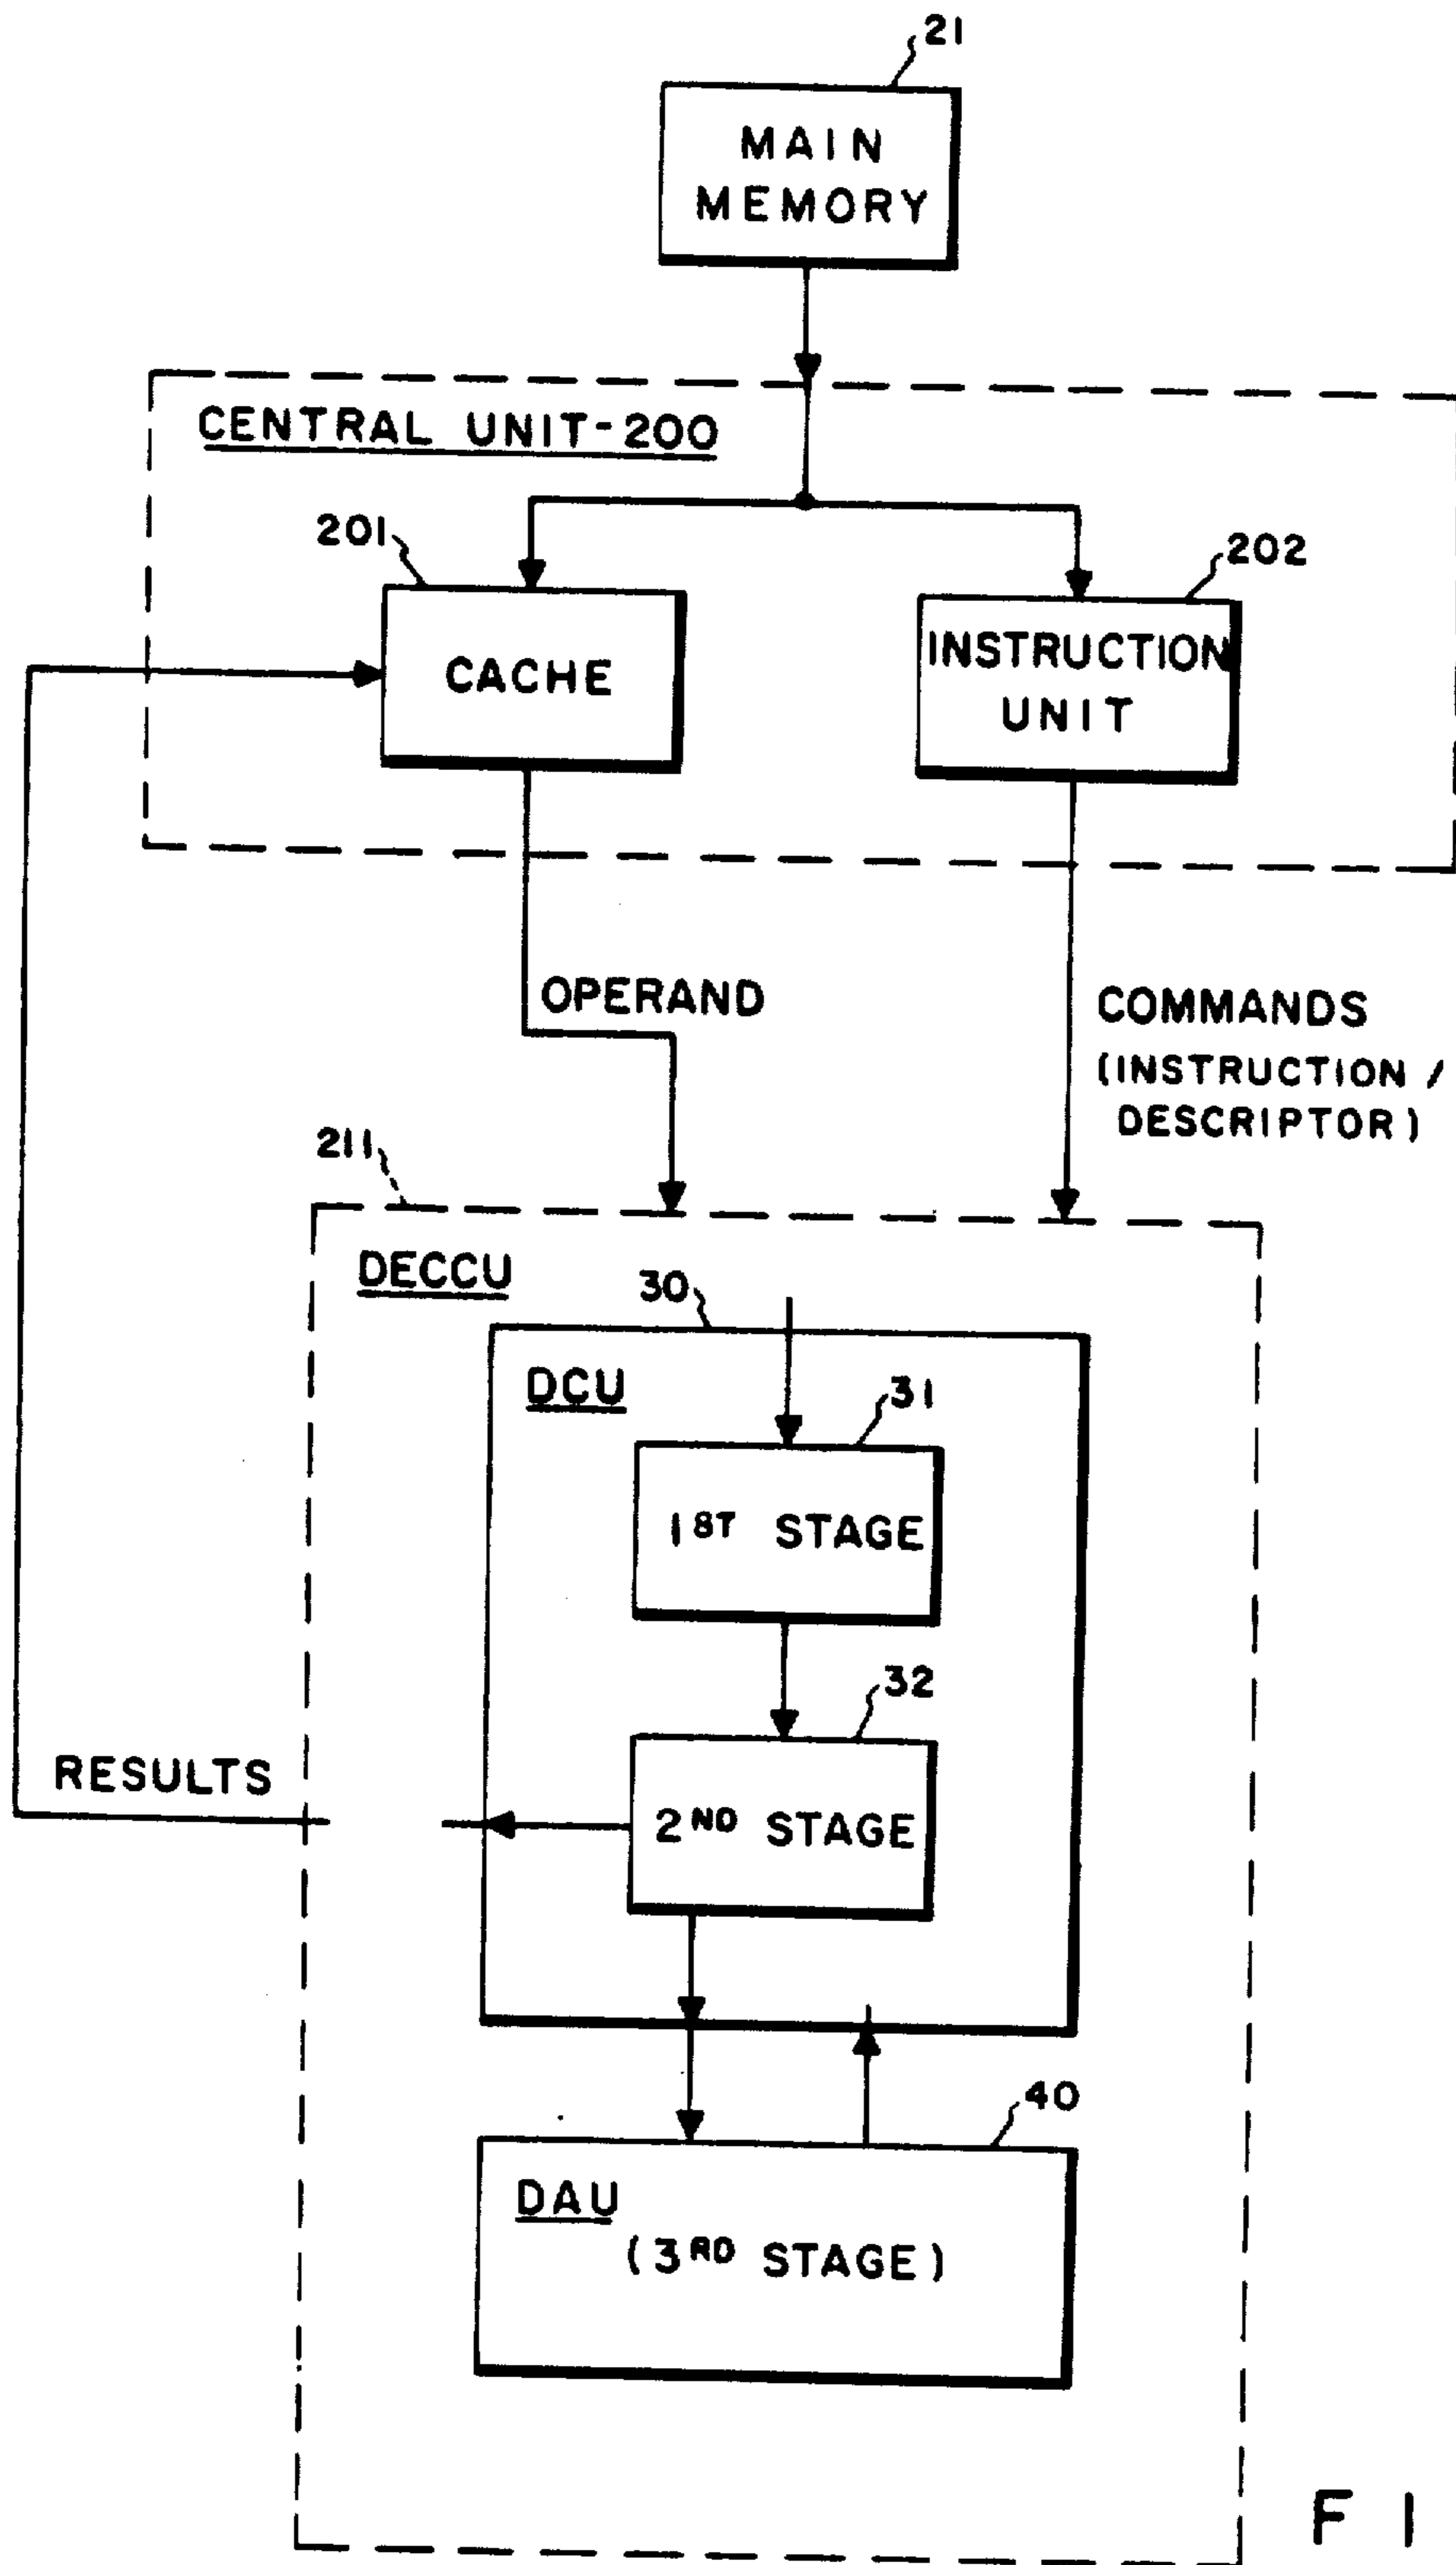 21
MAIN
MEMORY
CENTRAL UNIT-200
201
202
CACHE
INSTRUCTION
UNIT
OPERAND
COMMANDS
(INSTRUCTION /
DESCRIPTOR)
211
DECCU
30
DCU
31
1ST STAGE
32
RESULTS
2ND STAGE
40
DAU
(3RD STAGE)
F I